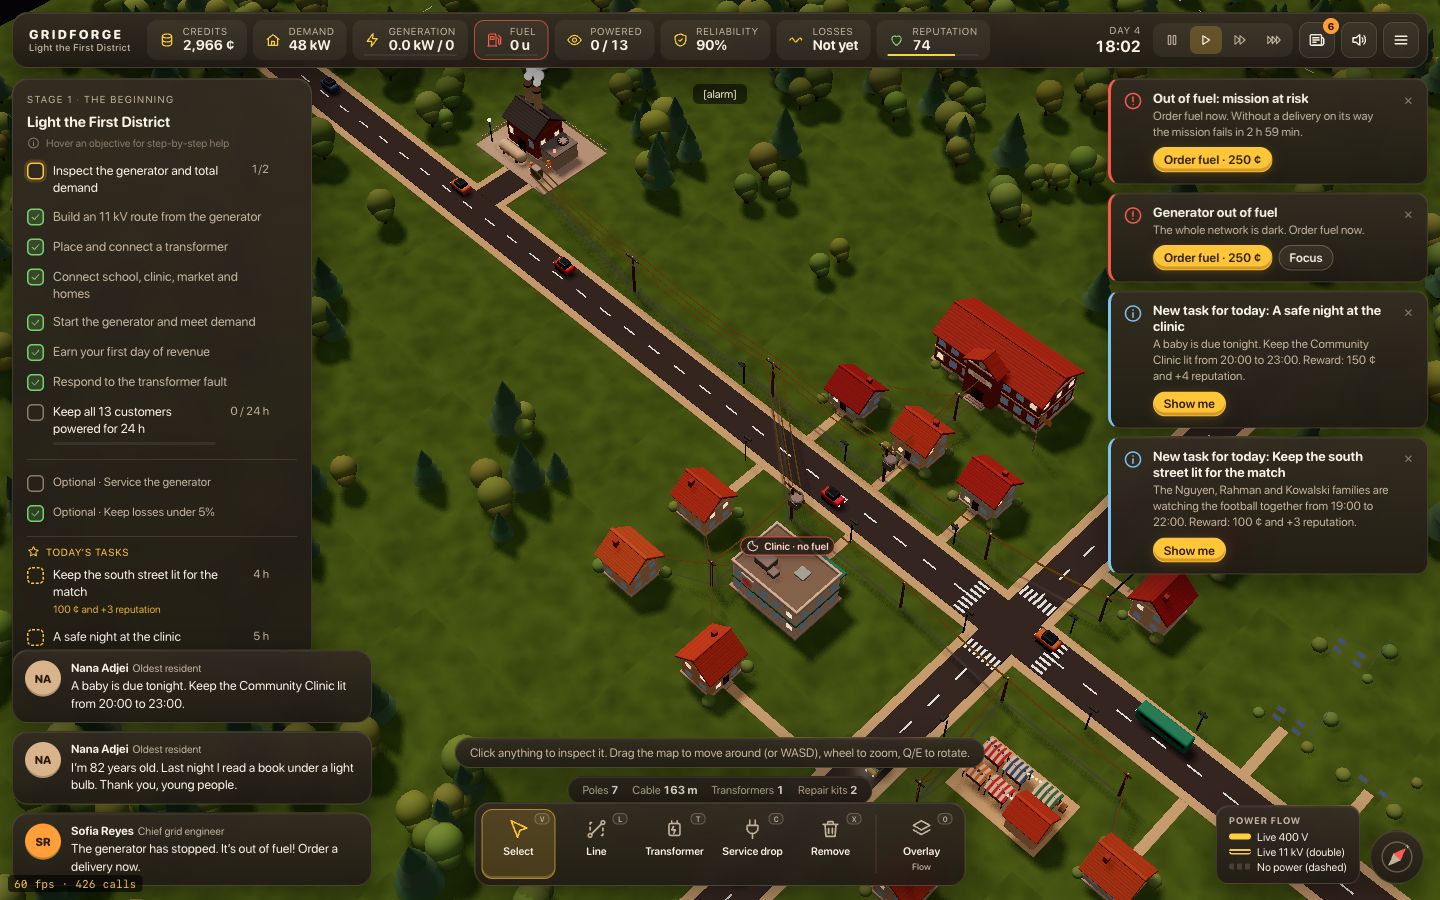 GRIDFORGE
Light the First District
CREDITS
2,966 ¢
DEMAND
48 kW
GENERATION
0.0 kW / 0
FUEL
0 u
POWERED
0 / 13
RELIABILITY
90%
LOSSES
Not yet
REPUTATION
74
DAY 4
18:02
6
STAGE 1 · THE BEGINNING
Light the First District
Hover an objective for step-by-step help
Inspect the generator and total 1/2
demand
Build an 11 kV route from the generator
Place and connect a transformer
Connect school, clinic, market and
homes
Start the generator and meet demand
Earn your first day of revenue
Respond to the transformer fault
Keep all 13 customers 0 / 24 h
powered for 24 h
Optional · Service the generator
Optional · Keep losses under 5%
TODAY'S TASKS
Keep the south street lit for the 4 h
match
100 ¢ and +3 reputation
A safe night at the clinic 5 h
NA
Nana Adjei Oldest resident
A baby is due tonight. Keep the Community Clinic lit
from 20:00 to 23:00.
NA
Nana Adjei Oldest resident
I'm 82 years old. Last night I read a book under a light
bulb. Thank you, young people.
SR
Sofia Reyes Chief grid engineer
The generator has stopped. It's out of fuel! Order a
delivery now.
60 fps · 426 calls
[alarm]
Clinic · no fuel
Out of fuel: mission at risk
Order fuel now. Without a delivery on its way
the mission fails in 2 h 59 min.
Order fuel · 250 ¢
Generator out of fuel
The whole network is dark. Order fuel now.
Order fuel · 250 ¢
Focus
New task for today: A safe night at the
clinic
A baby is due tonight. Keep the Community
Clinic lit from 20:00 to 23:00. Reward: 150 ¢
and +4 reputation.
Show me
New task for today: Keep the south
street lit for the match
The Nguyen, Rahman and Kowalski families are
watching the football together from 19:00 to
22:00. Reward: 100 ¢ and +3 reputation.
Show me
Click anything to inspect it. Drag the map to move around (or WASD), wheel to zoom, Q/E to rotate.
Poles 7 Cable 163 m Transformers 1 Repair kits 2
V
Select
L
Line
T
Transformer
C
Service drop
X
Remove
O
Overlay
Flow
POWER FLOW
Live 400 V
Live 11 kV (double)
No power (dashed)